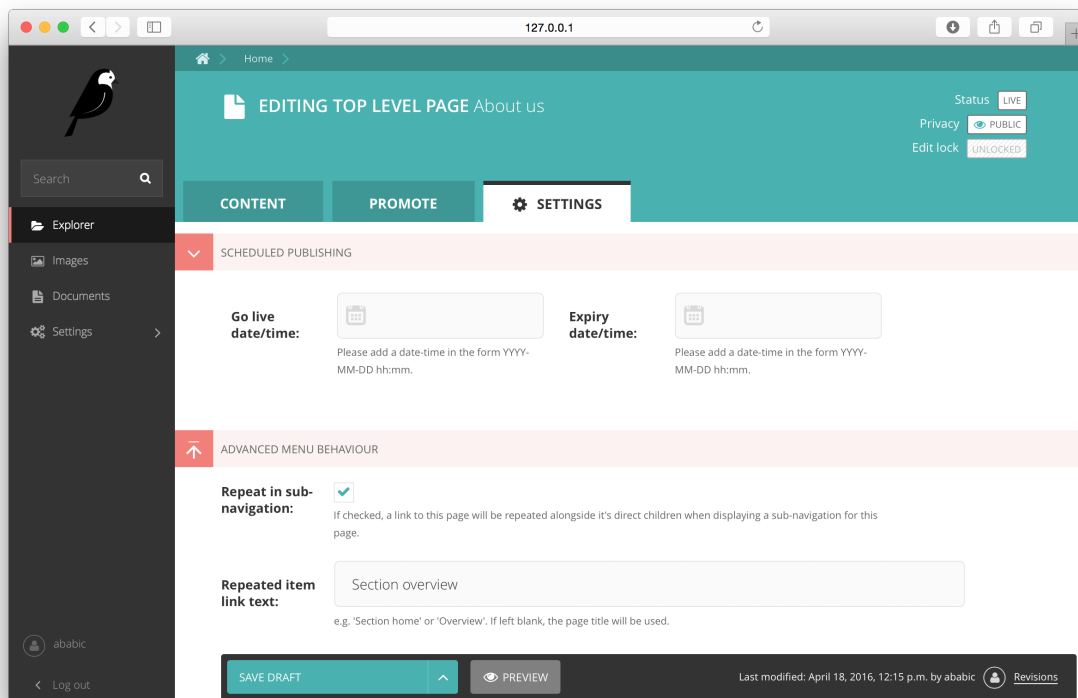 127.0.0.1
Home
EDITING TOP LEVEL PAGE About us
Status LIVE
Privacy PUBLIC
Edit lock UNLOCKED
Search
Explorer
Images
Documents
Settings
ababic
Log out
CONTENT
PROMOTE
SETTINGS
SCHEDULED PUBLISHING
Go live
date/time:
Please add a date-time in the form YYYY-
MM-DD hh:mm.
Expiry
date/time:
Please add a date-time in the form YYYY-
MM-DD hh:mm.
ADVANCED MENU BEHAVIOUR
Repeat in sub-
navigation:
If checked, a link to this page will be repeated alongside it's direct children when displaying a sub-navigation for this
page.
Repeated item
link text:
Section overview
e.g. 'Section home' or 'Overview'. If left blank, the page title will be used.
SAVE DRAFT
PREVIEW
Last modified: April 18, 2016, 12:15 p.m. by ababic
Revisions